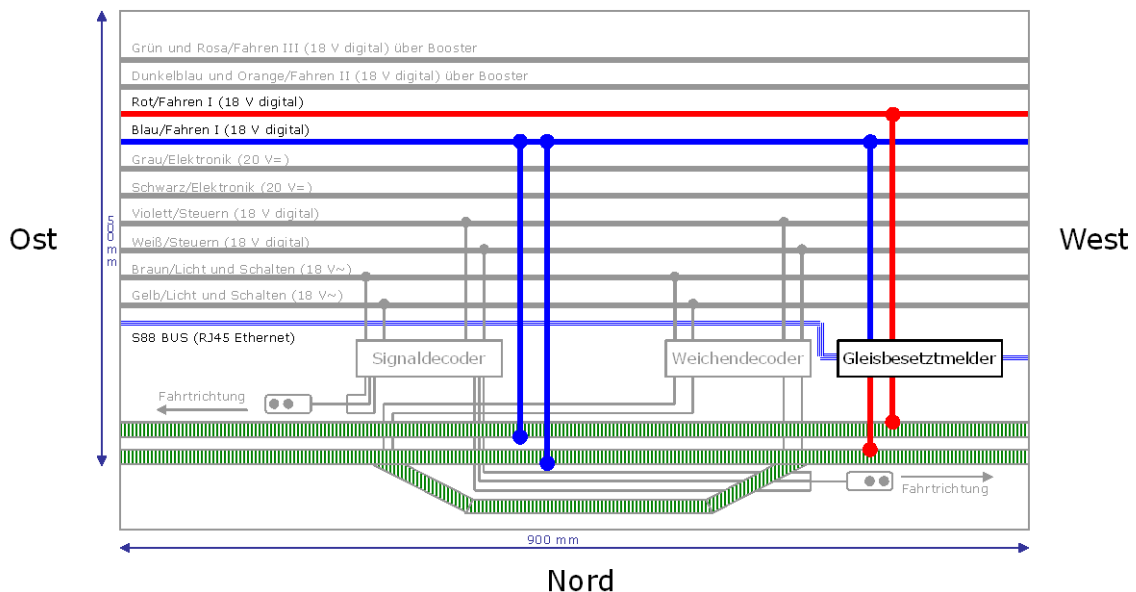 Grün und Rosa/Fahren III (18 V digital) über Booster
Dunkelblau und Orange/Fahren II (18 V digital) über Booster
Rot/Fahren I (18 V digital)
Blau/Fahren I (18 V digital)
Grau/Elektronik (20 V=)
Schwarz/Elektronik (20 V=)
Violett/Steuern (18 V digital)
Weiß/Steuern (18 V digital)
Braun/Licht und Schalten (18 V~)
Gelb/Licht und Schalten (18 V~)
Ost
500 mm
West
S88 BUS (RJ45 Ethernet)
Signaldecoder
Weichendecoder
Gleisbesetztmelder
Fahrtrichtung
Fahrtrichtung
900 mm
Nord